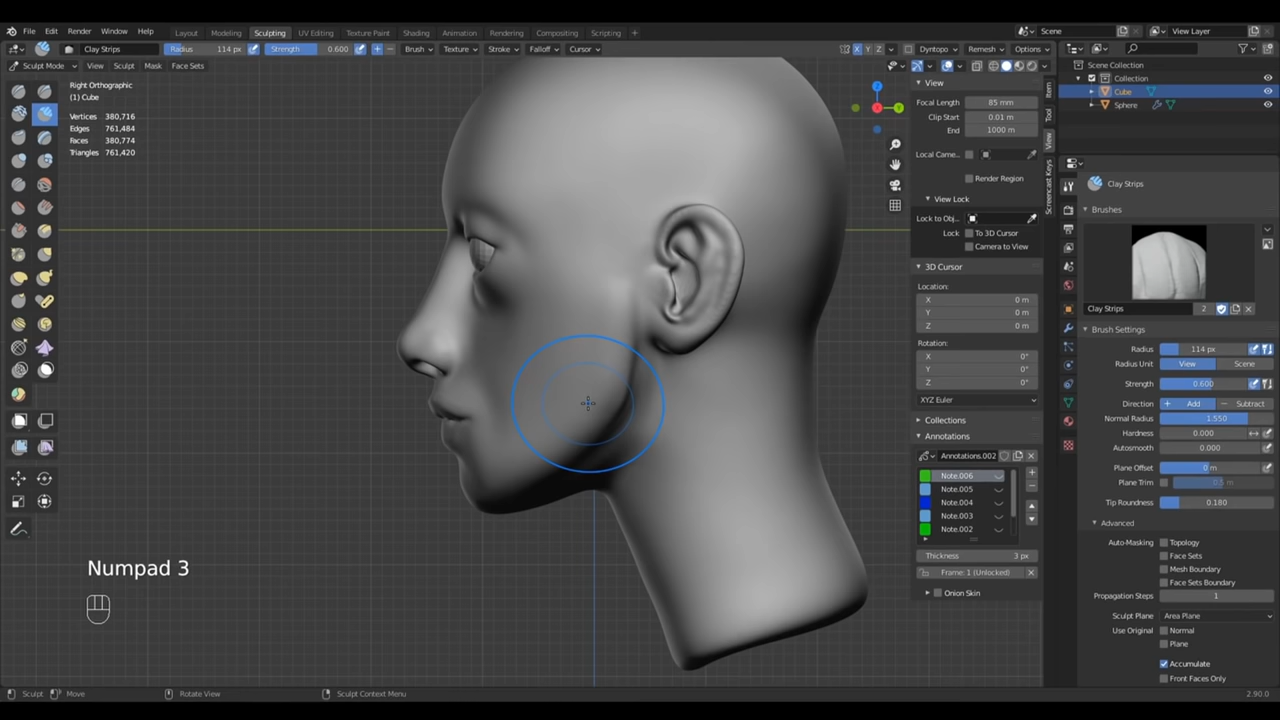 File Edit Render Window Help Layout Modeling Sculpting UV Editing Texture Paint Shading Animation Rendering Compositing Scripting + Scene View Layer
Clay Strips Radius 114 px Strength 0.600 + − Brush Texture Stroke Falloff Cursor X Y Z Dyntopo Remesh Options
Sculpt Mode View Sculpt Mask Face Sets
Right Orthographic
(1) Cube
Vertices 380,716
Edges 761,484
Faces 380,774
Triangles 761,420
Z
Y
X
Numpad 3
View
Focal Length 85 mm
Clip Start 0.01 m
End 1000 m
Local Came...
Render Region
View Lock
Lock to Obj...
Lock To 3D Cursor
Camera to View
3D Cursor
Location:
X 0 m
Y 0 m
Z 0 m
Rotation:
X 0°
Y 0°
Z 0°
XYZ Euler
Collections
Annotations
Annotations.002
Note.006
Note.005
Note.004
Note.003
Note.002
Thickness 3 px
Frame: 1 (Unlocked)
Onion Skin
Item
Tool
View
Screencast Keys
Scene Collection
Collection
Cube
Sphere
Clay Strips
Brushes
Clay Strips 2
Brush Settings
Radius 114 px
Radius Unit View Scene
Strength 0.600
Direction + Add − Subtract
Normal Radius 1.550
Hardness 0.000
Autosmooth 0.000
Plane Offset 0 m
Plane Trim 0.5 m
Tip Roundness 0.180
Advanced
Auto-Masking Topology
Face Sets
Mesh Boundary
Face Sets Boundary
Propagation Steps 1
Sculpt Plane Area Plane
Use Original Normal
Plane
Accumulate
Front Faces Only
Sculpt Move Rotate View Sculpt Context Menu 2.90.0